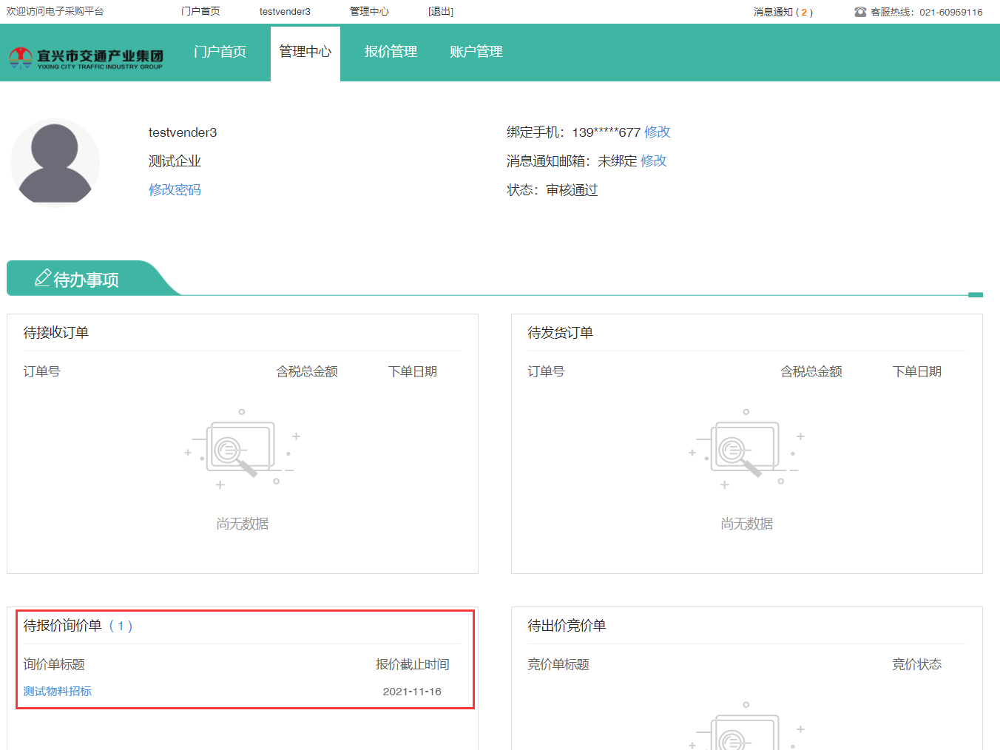 欢迎访问电子采购平台 门户首页 testvender3 管理中心 [退出] 消息通知 ( 2 ) 客服热线：021-60959116
宜兴市交通产业集团
YIXING CITY TRAFFIC INDUSTRY GROUP
门户首页 管理中心 报价管理 账户管理
testvender3
测试企业
修改密码
绑定手机：139*****677 修改
消息通知邮箱：未绑定 修改
状态：审核通过
待办事项
待接收订单
订单号 含税总金额 下单日期
尚无数据
待发货订单
订单号 含税总金额 下单日期
尚无数据
待报价询价单 ( 1 )
询价单标题 报价截止时间
测试物料招标 2021-11-16
待出价竞价单
竞价单标题 竞价状态